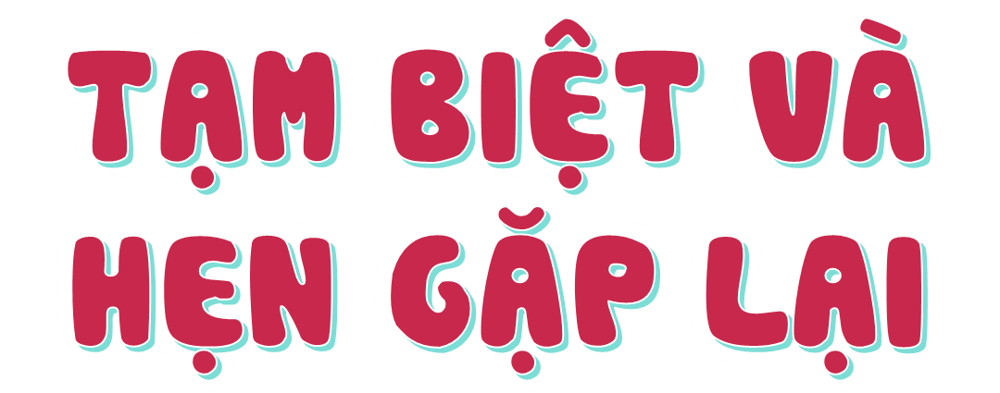 TẠM BIỆT VÀ
HẸN GẶP LẠI